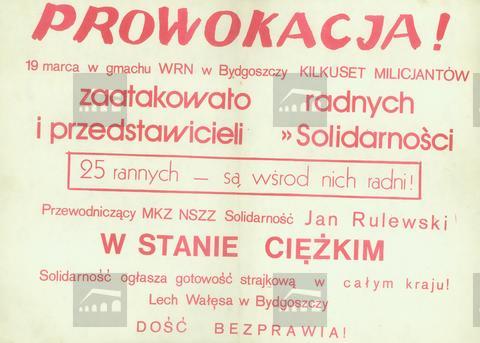 PROWOKACJA!
19 marca w gmachu WRN w Bydgoszczy KILKUSET MILICJANTÓW
zaatakowało radnych
i przedstawicieli » Solidarności
25 rannych — są wśrod nich radni!
Przewodniczący MKZ NSZZ Solidarność Jan Rulewski
W STANIE CIĘŻKIM
Solidarność ogłasza gotowość strajkową w całym kraju!
Lech Wałęsa w Bydgoszczy
DOŚĆ BEZPRAWIA!